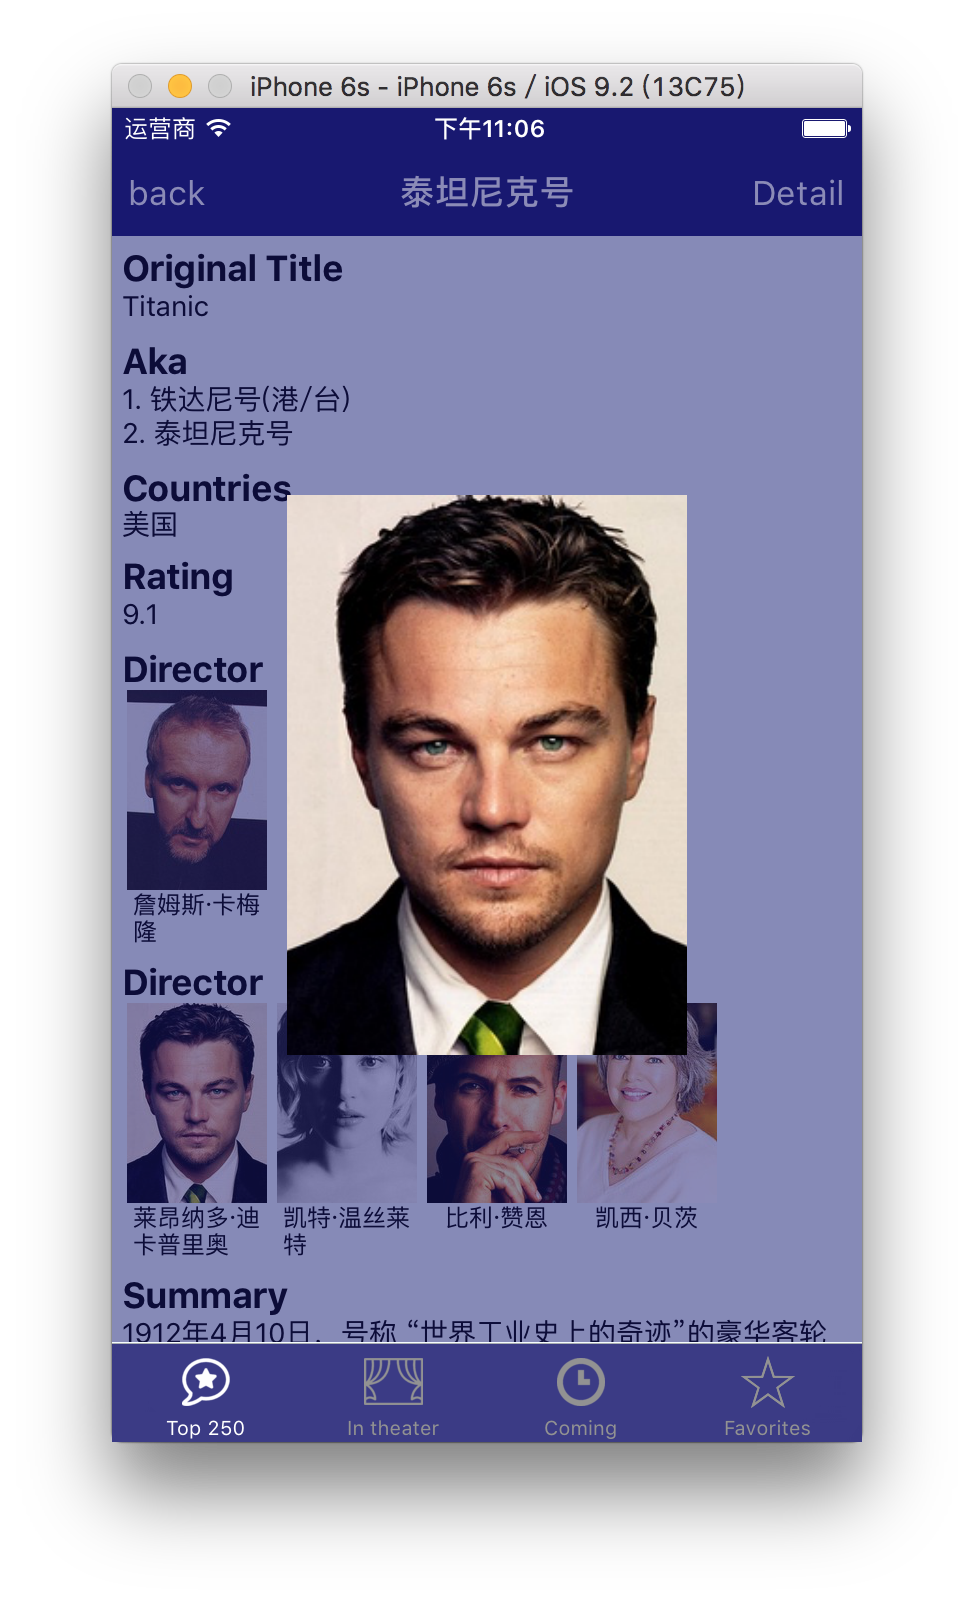 iPhone 6s - iPhone 6s / iOS 9.2 (13C75)
运营商 下午11:06
back 泰坦尼克号 Detail
Original Title
Titanic
Aka
1. 铁达尼号(港/台)
2. 泰坦尼克号
Countries
美国
Rating
9.1
Director
詹姆斯·卡梅
隆
Director
莱昂纳多·迪
卡普里奥
凯特·温丝莱
特
比利·赞恩
凯西·贝茨
Summary
1912年4月10日，号称 “世界工业史上的奇迹”的豪华客轮
Top 250 In theater Coming Favorites